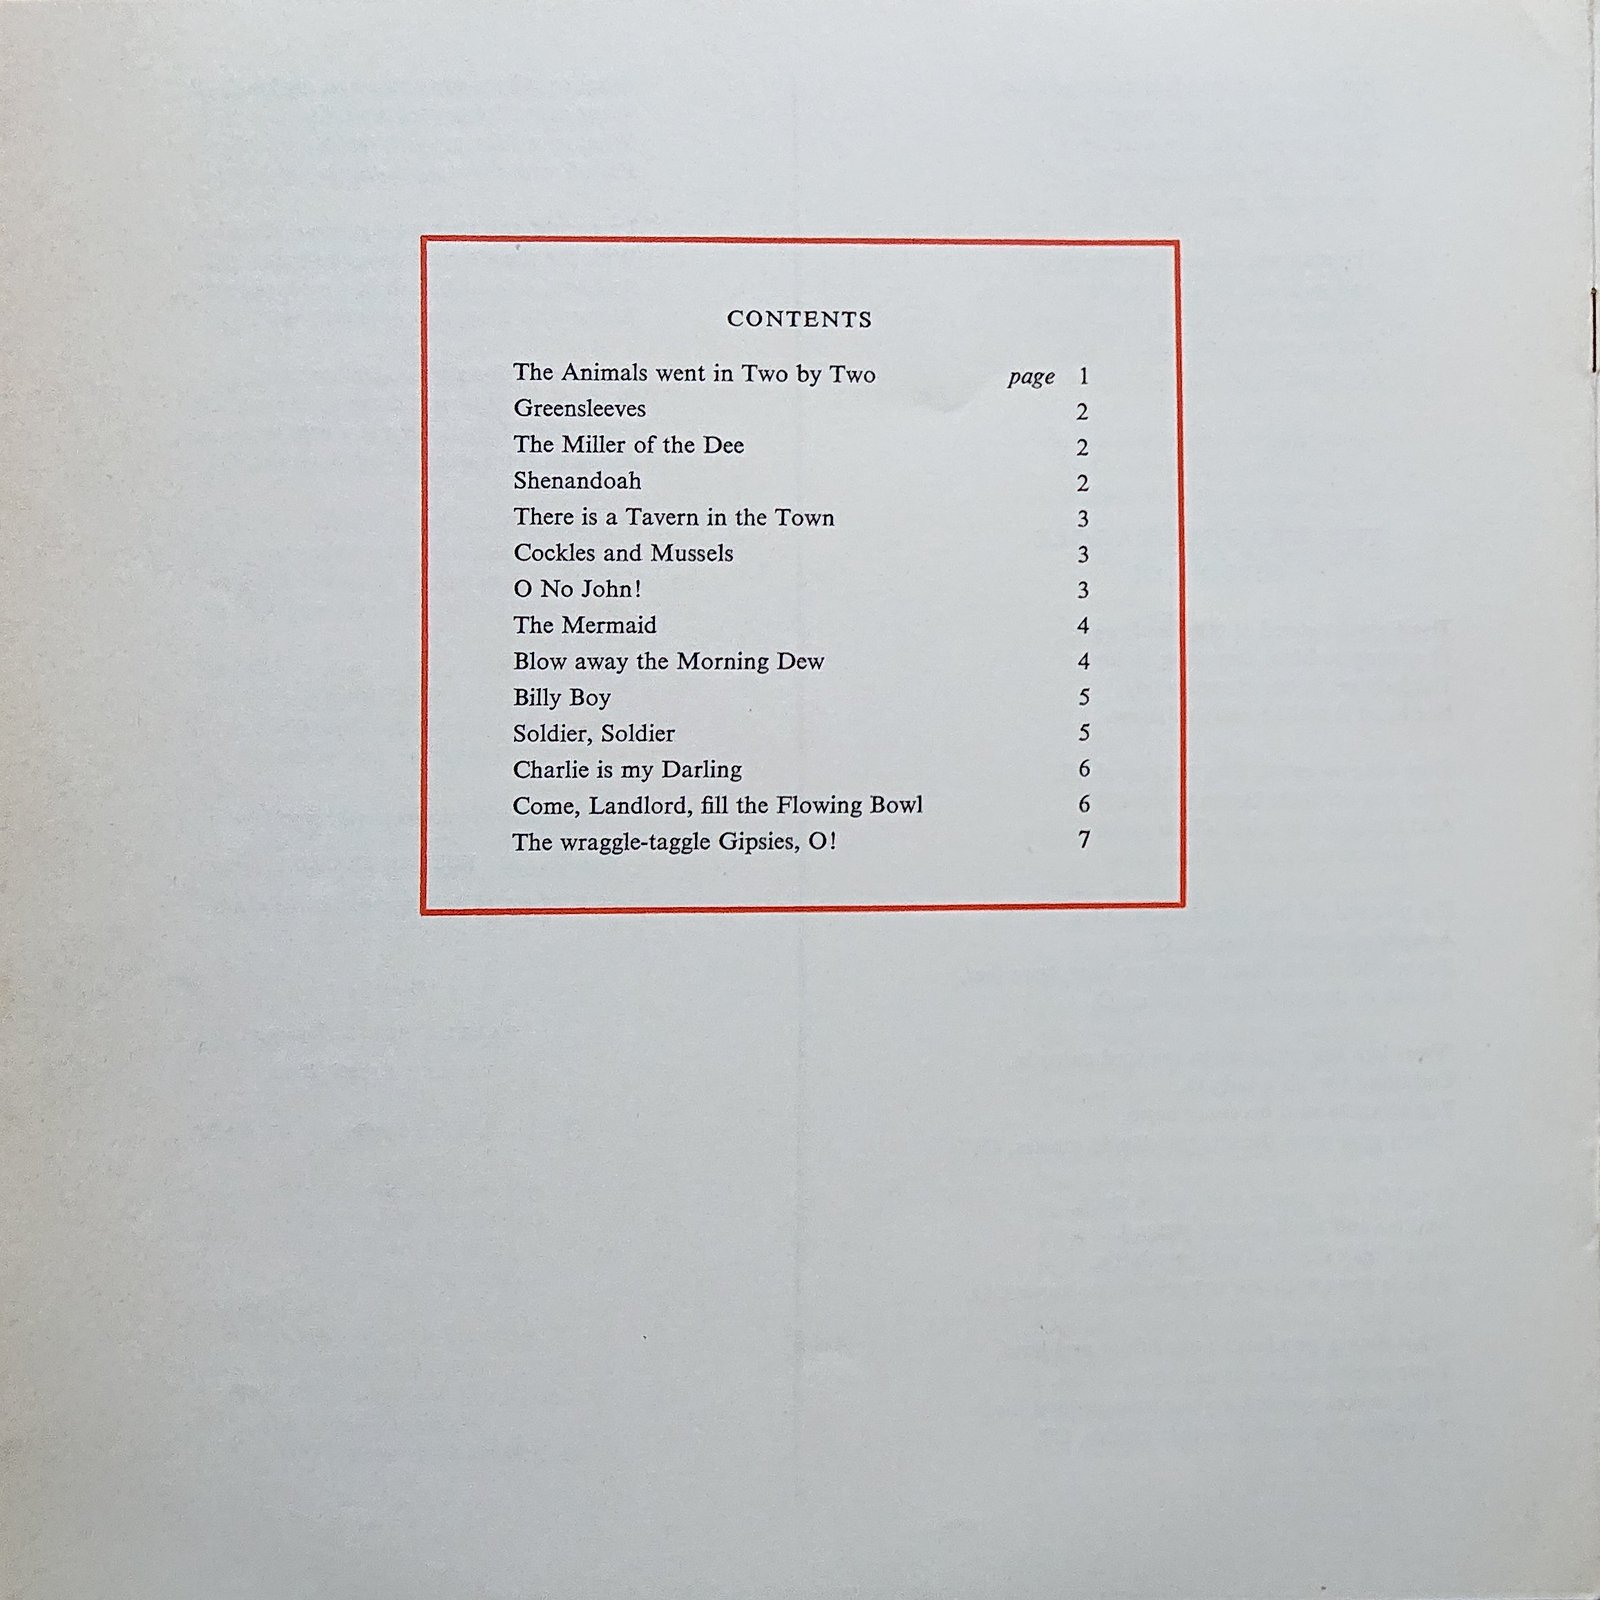 CONTENTS
The Animals went in Two by Two page 1
Greensleeves 2
The Miller of the Dee 2
Shenandoah 2
There is a Tavern in the Town 3
Cockles and Mussels 3
O No John! 3
The Mermaid 4
Blow away the Morning Dew 4
Billy Boy 5
Soldier, Soldier 5
Charlie is my Darling 6
Come, Landlord, fill the Flowing Bowl 6
The wraggle-taggle Gipsies, O! 7